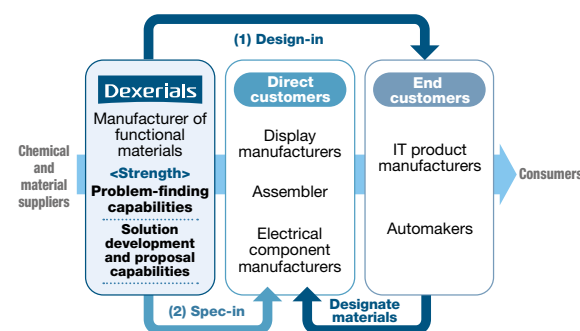 (1) Design-in
Dexerials
Manufacturer of
functional
materials
<Strength>
Problem-finding
capabilities
Solution
development
and proposal
capabilities
Direct
customers
Display
manufacturers
Assembler
Electrical
component
manufacturers
End
customers
IT product
manufacturers
Automakers
Chemical
and
material
suppliers
Consumers
(2) Spec-in
Designate
materials